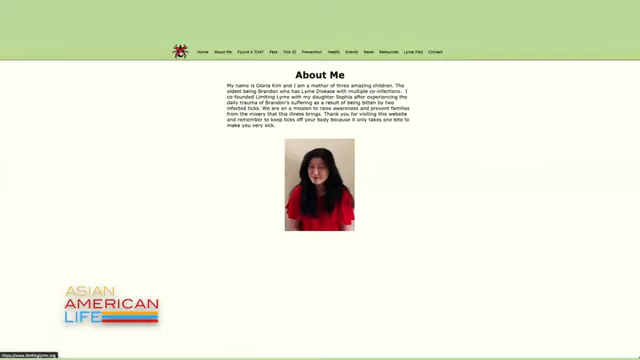 Home About Me Found A Tick? Pets Tick ID Prevention Health Events News Resources Lyme FAQ Contact
About Me
My name is Gloria Kim and I am a mother of three amazing children. The
oldest being Brandon who has Lyme Disease with multiple co-infections. I
co-founded Limiting Lyme with my daughter Sophia after experiencing the
daily trauma of Brandon's suffering as a result of being bitten by two
infected ticks. We are on a mission to raise awareness and prevent families
from the misery that this illness brings. Thank you for visiting this website
and remember to keep ticks off your body because it only takes one bite to
make you very sick.
ASIAN
AMERICAN
LIFE
https://www.limitinglyme.org